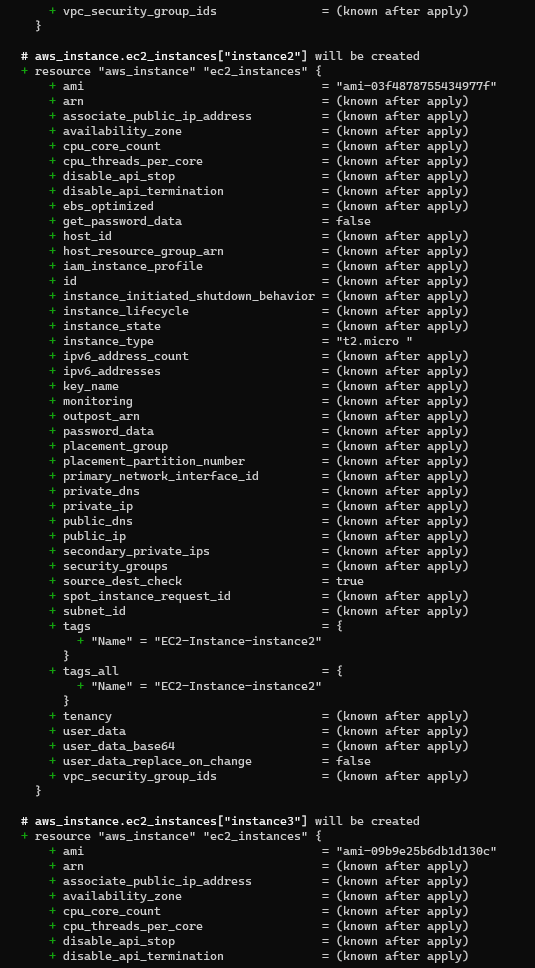 + vpc_security_group_ids               = (known after apply)
    }

  # aws_instance.ec2_instances["instance2"] will be created
  + resource "aws_instance" "ec2_instances" {
      + ami                                  = "ami-03f4878755434977f"
      + arn                                  = (known after apply)
      + associate_public_ip_address          = (known after apply)
      + availability_zone                    = (known after apply)
      + cpu_core_count                       = (known after apply)
      + cpu_threads_per_core                 = (known after apply)
      + disable_api_stop                     = (known after apply)
      + disable_api_termination              = (known after apply)
      + ebs_optimized                        = (known after apply)
      + get_password_data                    = false
      + host_id                              = (known after apply)
      + host_resource_group_arn              = (known after apply)
      + iam_instance_profile                 = (known after apply)
      + id                                   = (known after apply)
      + instance_initiated_shutdown_behavior = (known after apply)
      + instance_lifecycle                   = (known after apply)
      + instance_state                       = (known after apply)
      + instance_type                        = "t2.micro "
      + ipv6_address_count                   = (known after apply)
      + ipv6_addresses                       = (known after apply)
      + key_name                             = (known after apply)
      + monitoring                           = (known after apply)
      + outpost_arn                          = (known after apply)
      + password_data                        = (known after apply)
      + placement_group                      = (known after apply)
      + placement_partition_number           = (known after apply)
      + primary_network_interface_id         = (known after apply)
      + private_dns                          = (known after apply)
      + private_ip                           = (known after apply)
      + public_dns                           = (known after apply)
      + public_ip                            = (known after apply)
      + secondary_private_ips                = (known after apply)
      + security_groups                      = (known after apply)
      + source_dest_check                    = true
      + spot_instance_request_id             = (known after apply)
      + subnet_id                            = (known after apply)
      + tags                                 = {
          + "Name" = "EC2-Instance-instance2"
        }
      + tags_all                             = {
          + "Name" = "EC2-Instance-instance2"
        }
      + tenancy                              = (known after apply)
      + user_data                            = (known after apply)
      + user_data_base64                     = (known after apply)
      + user_data_replace_on_change          = false
      + vpc_security_group_ids               = (known after apply)
    }

  # aws_instance.ec2_instances["instance3"] will be created
  + resource "aws_instance" "ec2_instances" {
      + ami                                  = "ami-09b9e25b6db1d130c"
      + arn                                  = (known after apply)
      + associate_public_ip_address          = (known after apply)
      + availability_zone                    = (known after apply)
      + cpu_core_count                       = (known after apply)
      + cpu_threads_per_core                 = (known after apply)
      + disable_api_stop                     = (known after apply)
      + disable_api_termination              = (known after apply)